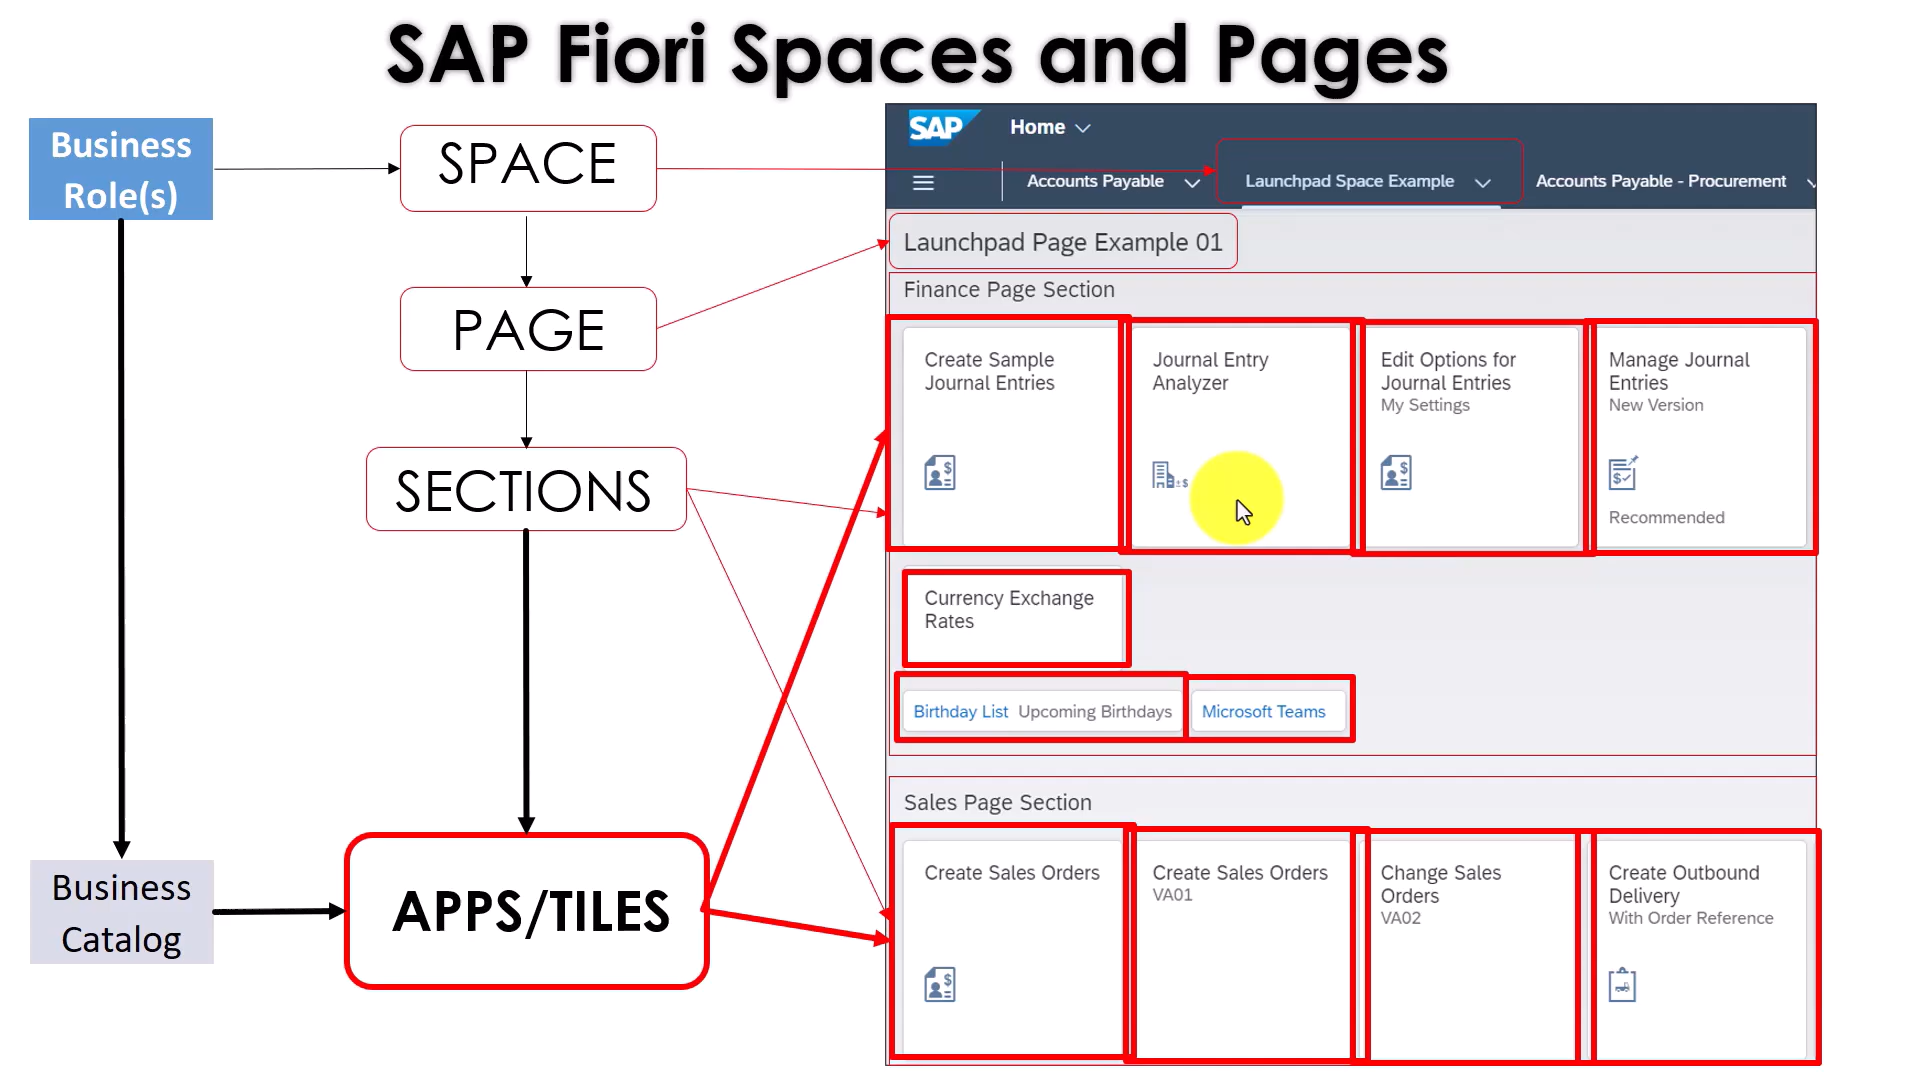 SAP Fiori Spaces and Pages
Business
Role(s)
SPACE
PAGE
SECTIONS
Business
Catalog
APPS/TILES
SAP
Home
Accounts Payable
Launchpad Space Example
Accounts Payable - Procurement
Launchpad Page Example 01
Finance Page Section
Create Sample
Journal Entries
Journal Entry
Analyzer
Edit Options for
Journal Entries
My Settings
Manage Journal
Entries
New Version
Recommended
Currency Exchange
Rates
Birthday List Upcoming Birthdays
Microsoft Teams
Sales Page Section
Create Sales Orders
Create Sales Orders
VA01
Change Sales
Orders
VA02
Create Outbound
Delivery
With Order Reference